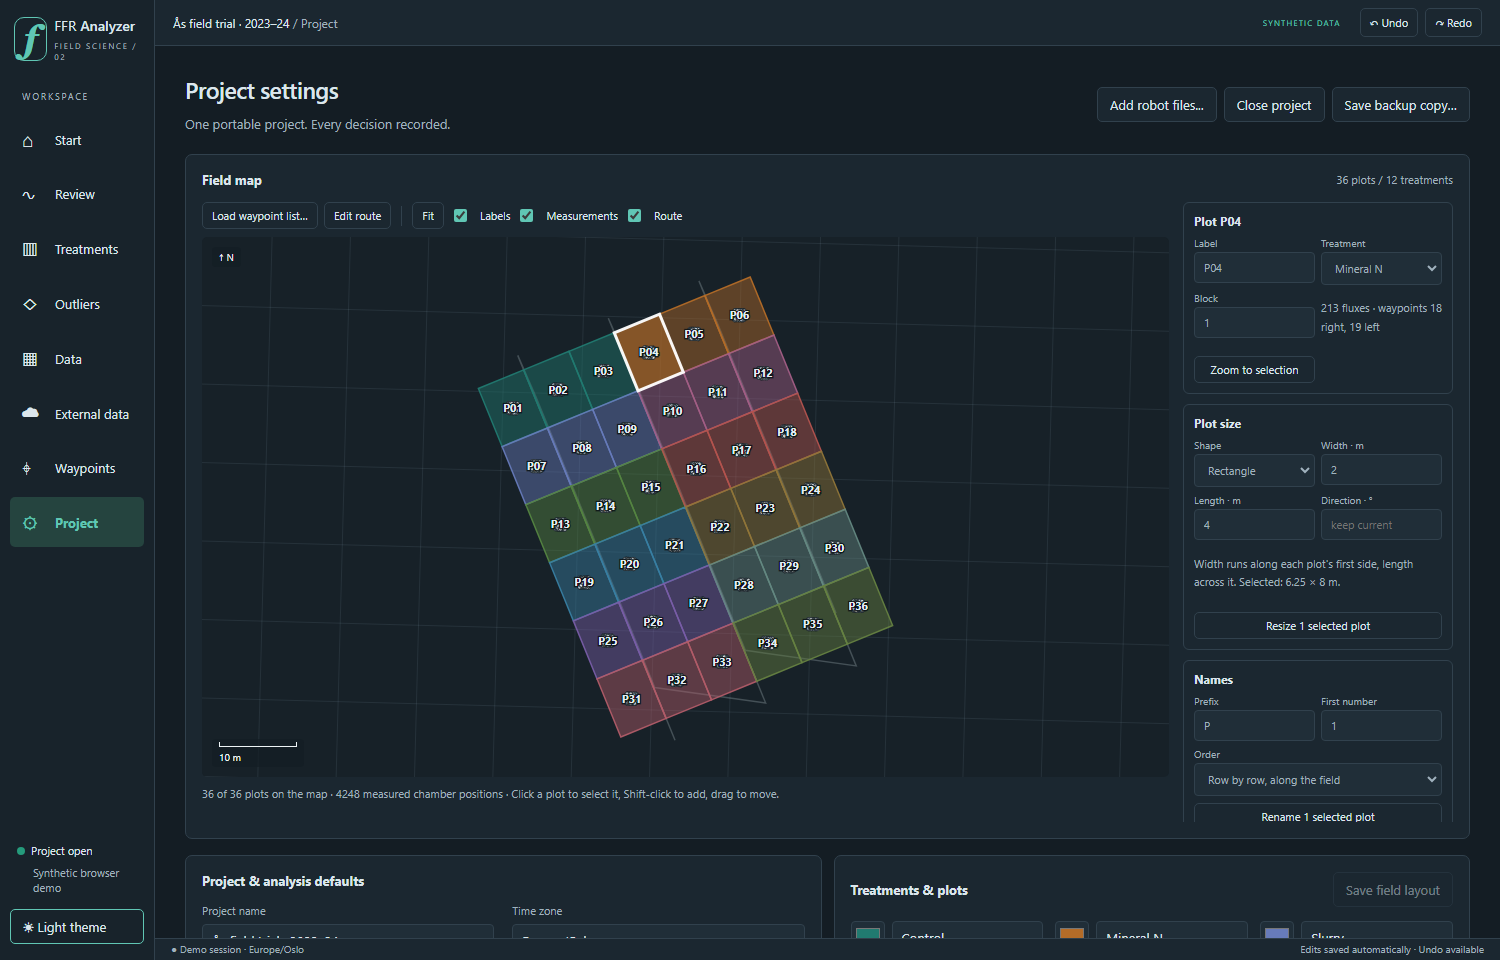 FFR Analyzer
FIELD SCIENCE /
02
WORKSPACE
Start
Review
Treatments
Outliers
Data
External data
Waypoints
Project
Project open
Synthetic browser
demo
☀ Light theme
Ås field trial · 2023–24 / Project
SYNTHETIC DATA
↶ Undo
↷ Redo
Project settings
One portable project. Every decision recorded.
Add robot files...
Close project
Save backup copy...
Field map
36 plots / 12 treatments
Load waypoint list...
Edit route
Fit
Labels
Measurements
Route
↑ N
P01
P02
P03
P04
P05
P06
P07
P08
P09
P10
P11
P12
P13
P14
P15
P16
P17
P18
P19
P20
P21
P22
P23
P24
P25
P26
P27
P28
P29
P30
P31
P32
P33
P34
P35
P36
10 m
36 of 36 plots on the map · 4248 measured chamber positions · Click a plot to select it, Shift-click to add, drag to move.
Plot P04
Label
Treatment
P04
Mineral N
Block
1
213 fluxes · waypoints 18
right, 19 left
Zoom to selection
Plot size
Shape
Width · m
Rectangle
2
Length · m
Direction · °
4
keep current
Width runs along each plot's first side, length
across it. Selected: 6.25 × 8 m.
Resize 1 selected plot
Names
Prefix
First number
P
1
Order
Row by row, along the field
Rename 1 selected plot
Project & analysis defaults
Project name
Time zone
Treatments & plots
Save field layout
Control
Mineral N
Slurry
Demo session · Europe/Oslo
Edits saved automatically · Undo available